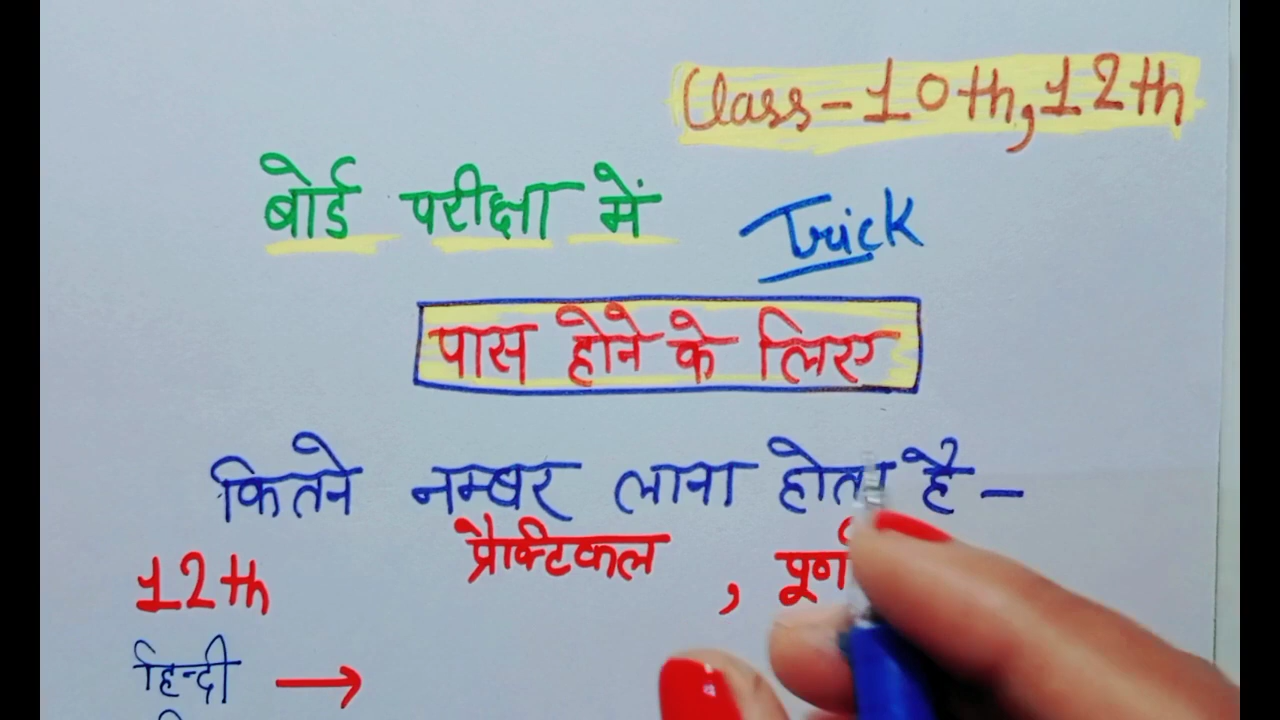 Class-10th,12th
बोर्ड परीक्षा में
Trick
पास होने के लिए
कितने नम्बर लाना होता है-
प्रैक्टिकल ,
12th
हिन्दी →